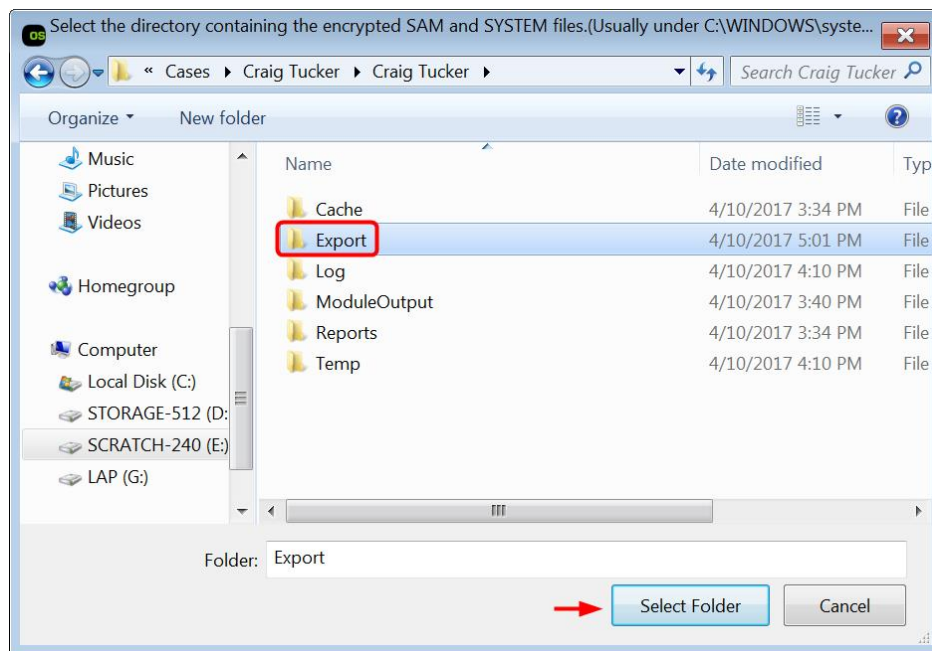 OS Select the directory containing the encrypted SAM and SYSTEM files.(Usually under C:\WINDOWS\syste...
« Cases Craig Tucker Craig Tucker Search Craig Tucker
Organize New folder
Name Date modified Typ
Music
Pictures
Videos
Homegroup
Computer
Local Disk (C:)
STORAGE-512 (D:
SCRATCH-240 (E:)
LAP (G:)
Cache 4/10/2017 3:34 PM File
Export 4/10/2017 5:01 PM File
Log 4/10/2017 4:10 PM File
ModuleOutput 4/10/2017 3:40 PM File
Reports 4/10/2017 3:34 PM File
Temp 4/10/2017 4:10 PM File
Folder: Export
Select Folder Cancel